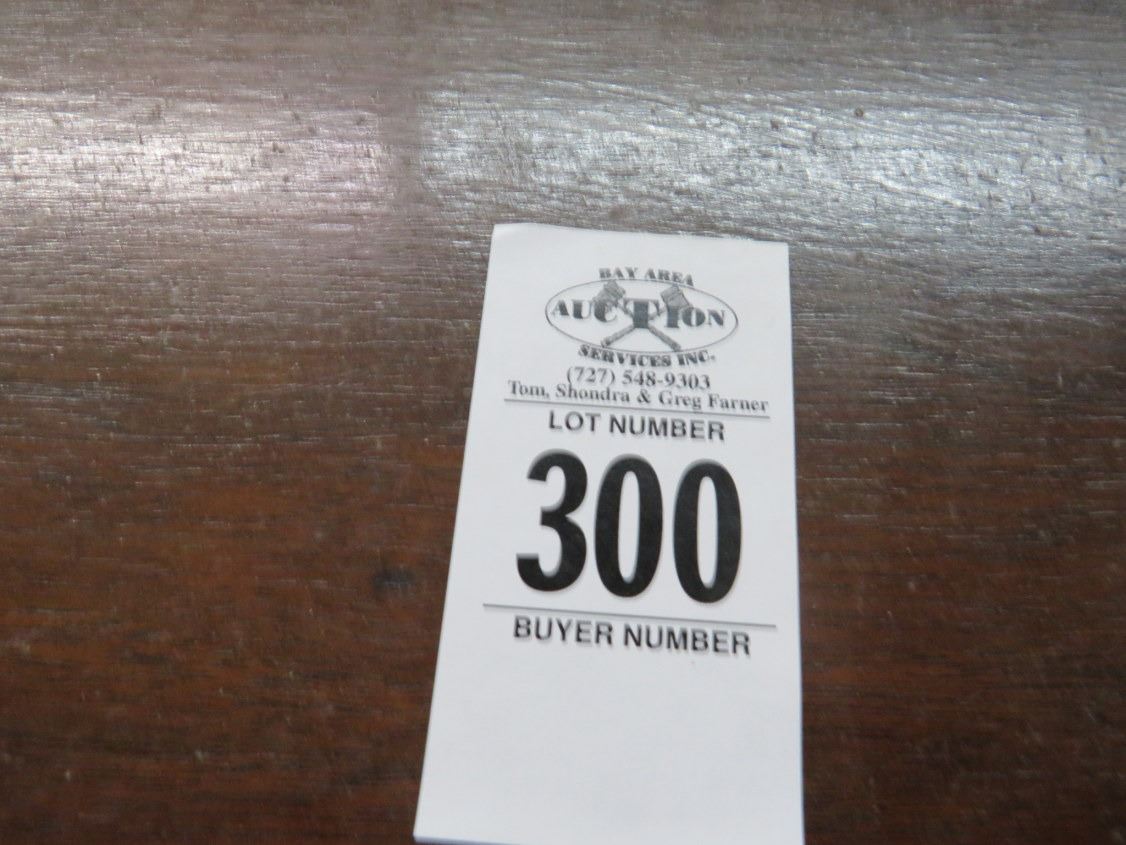 BAY AREA
AUCTION
SERVICES INC.
(727) 548-9303
Tom, Shondra & Greg Farner
LOT NUMBER
300
BUYER NUMBER